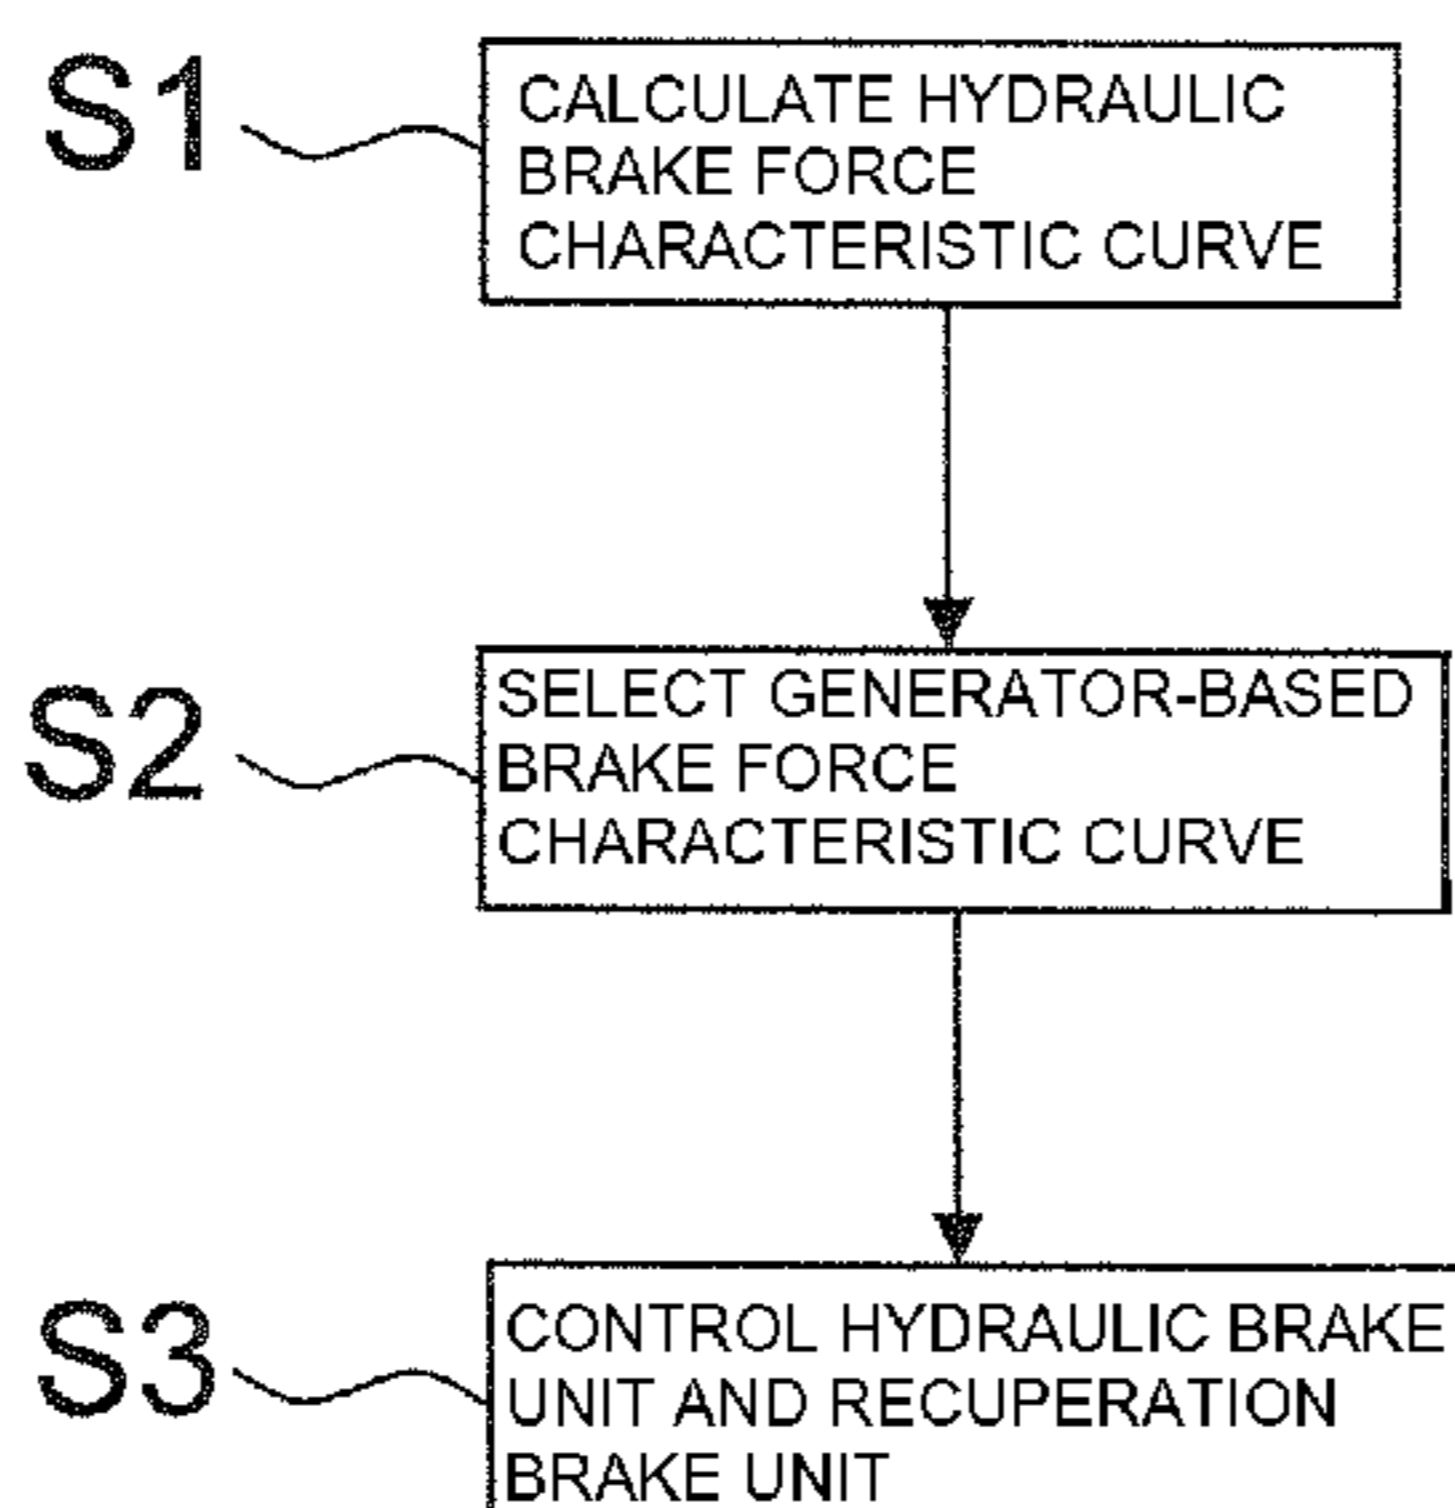 S1
CALCULATE HYDRAULIC
BRAKE FORCE
CHARACTERISTIC CURVE
S2
SELECT GENERATOR-BASED
BRAKE FORCE
CHARACTERISTIC CURVE
S3
CONTROL HYDRAULIC BRAKE
UNIT AND RECUPERATION
BRAKE UNIT